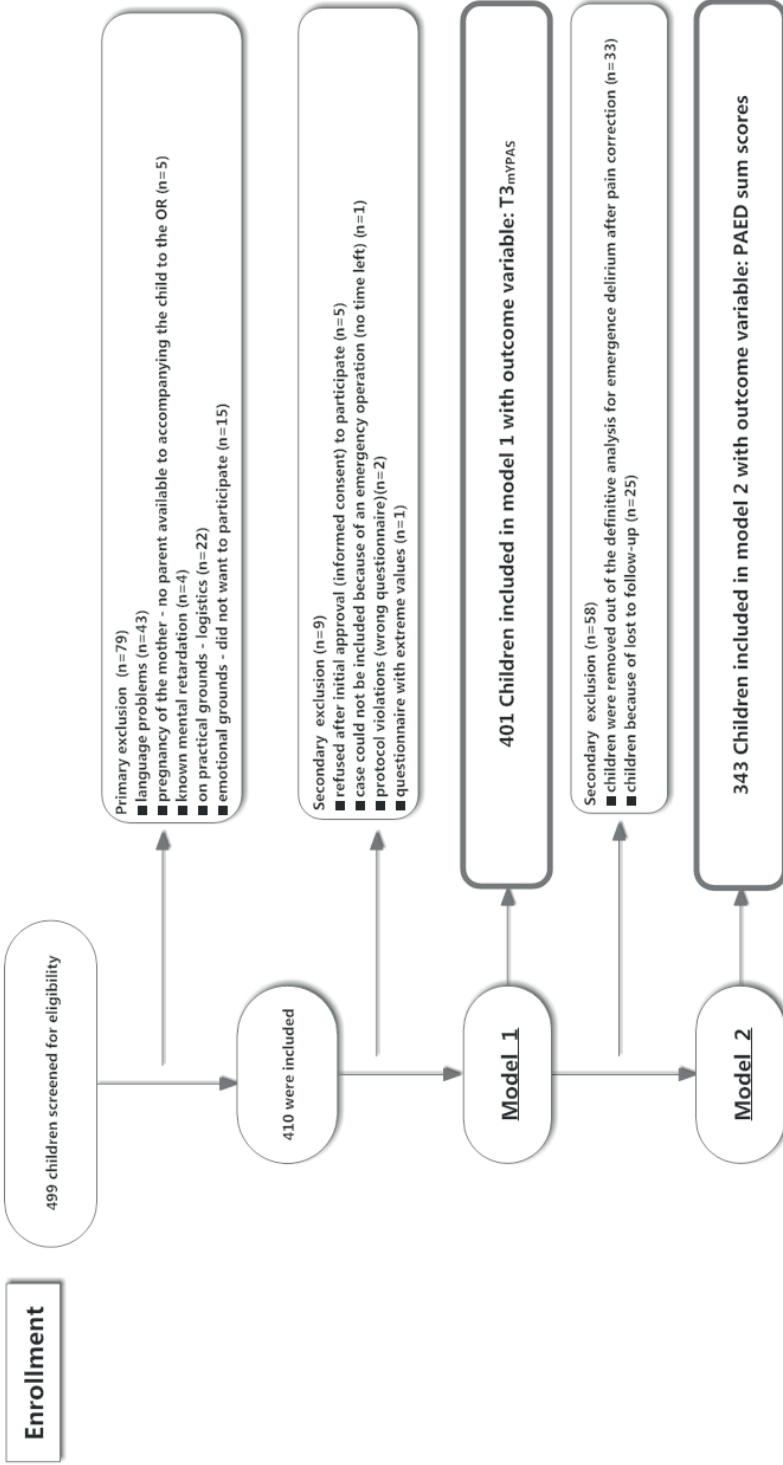 Enrollment
499 children screened for eligibility
Primary exclusion (n=79)
■ language problems (n=43)
■ pregnancy of the mother - no parent available to accompanying the child to the OR (n=5)
■ known mental retardation (n=4)
■ on practical grounds - logistics (n=22)
■ emotional grounds - did not want to participate (n=15)
410 were included
Secondary exclusion (n=9)
■ refused after initial approval (informed consent) to participate (n=5)
■ case could not be included because of an emergency operation (no time left) (n=1)
■ protocol violations (wrong questionnaire)(n=2)
■ questionnaire with extreme values (n=1)
Model 1
401 Children included in model 1 with outcome variable: T3mYPAS
Secondary exclusion (n=58)
■ children were removed out of the definitive analysis for emergence delirium after pain correction (n=33)
■ children because of lost to follow-up (n=25)
Model 2
343 Children included in model 2 with outcome variable: PAED sum scores